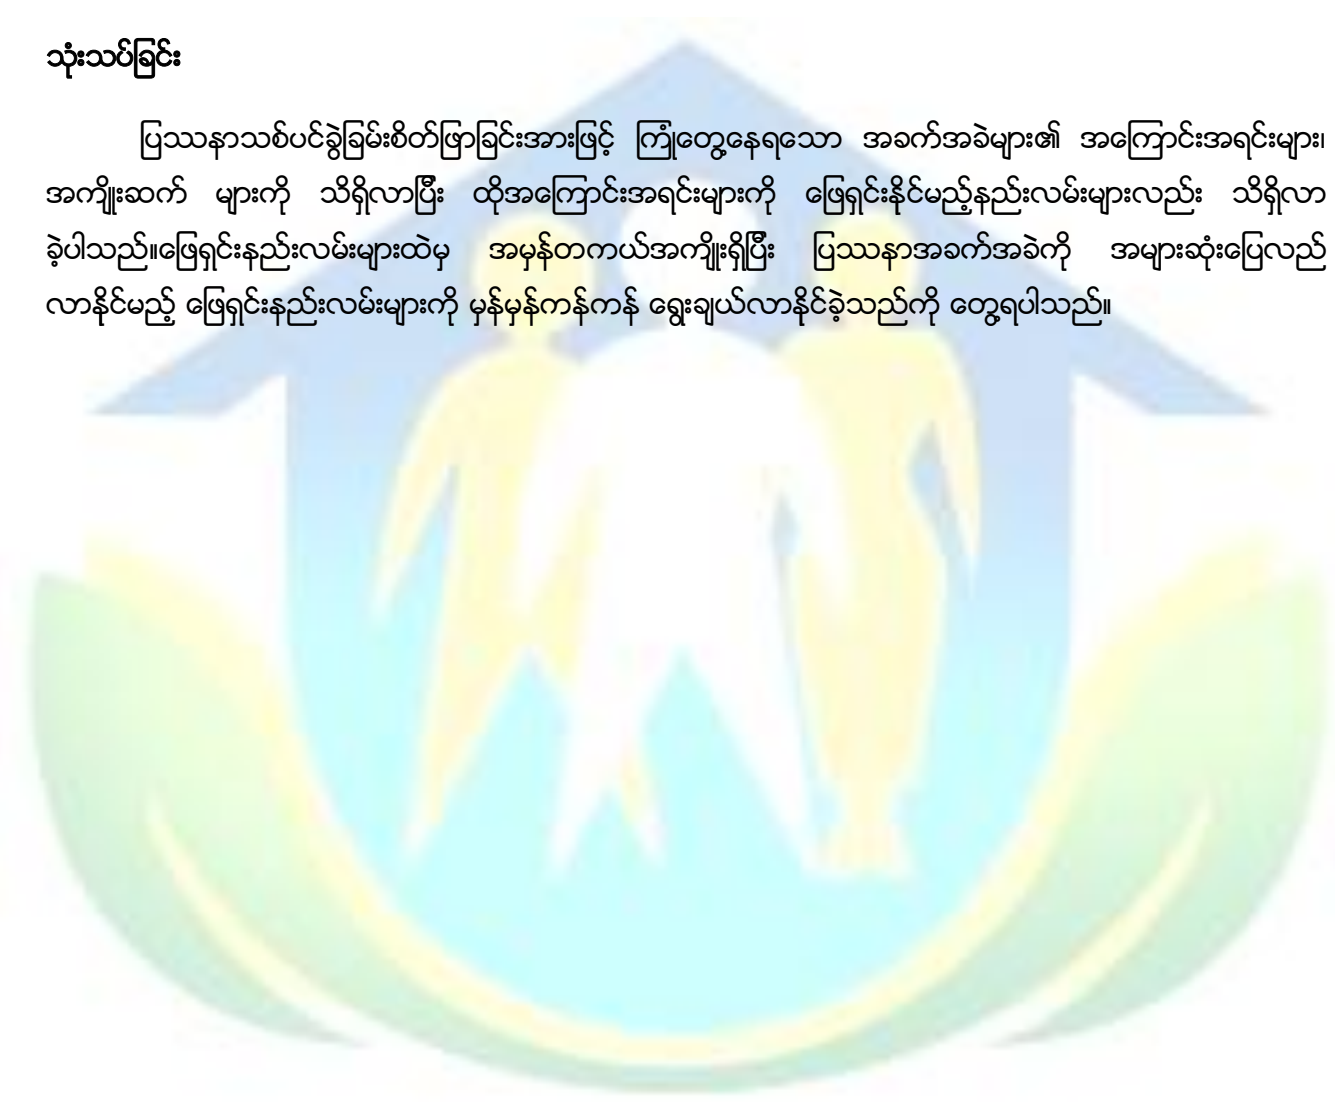 သုံးသပ်ခြင်း
ပြဿနာသစ်ပင်ခွဲခြမ်းစိတ်ဖြာခြင်းအားဖြင့် ကြုံတွေ့နေရသော အခက်အခဲများ၏ အကြောင်းအရင်းများ၊
အကျိုးဆက် များကို သိရှိလာပြီး ထိုအကြောင်းအရင်းများကို ဖြေရှင်းနိုင်မည့်နည်းလမ်းများလည်း သိရှိလာ
ခဲ့ပါသည်။ဖြေရှင်းနည်းလမ်းများထဲမှ အမှန်တကယ်အကျိုးရှိပြီး ပြဿနာအခက်အခဲကို အများဆုံးပြေလည်
လာနိုင်မည့် ဖြေရှင်းနည်းလမ်းများကို မှန်မှန်ကန်ကန် ရွေးချယ်လာနိုင်ခဲ့သည်ကို တွေ့ရပါသည်။